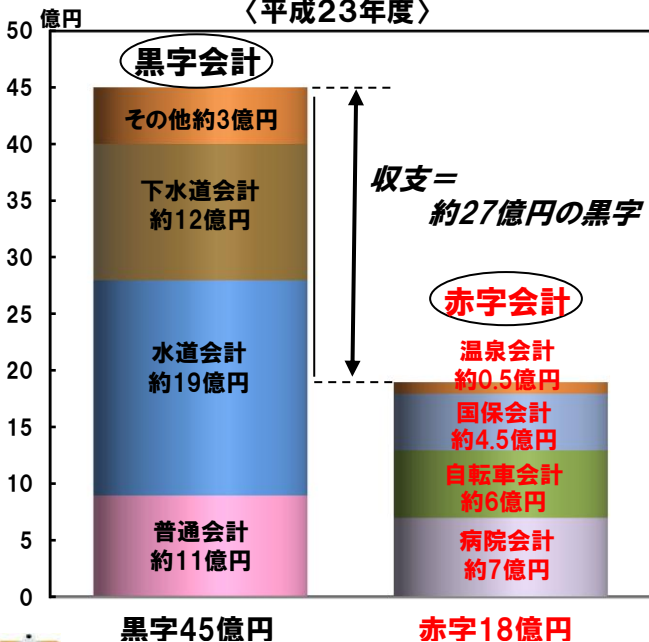 〈平成23年度〉
億円
50
45
40
35
30
25
20
15
10
5
0
黒字会計
その他約3億円
下水道会計
約12億円
水道会計
約19億円
普通会計
約11億円
黒字45億円
収支＝
約27億円の黒字
赤字会計
温泉会計
約0.5億円
国保会計
約4.5億円
自転車会計
約6億円
病院会計
約7億円
赤字18億円